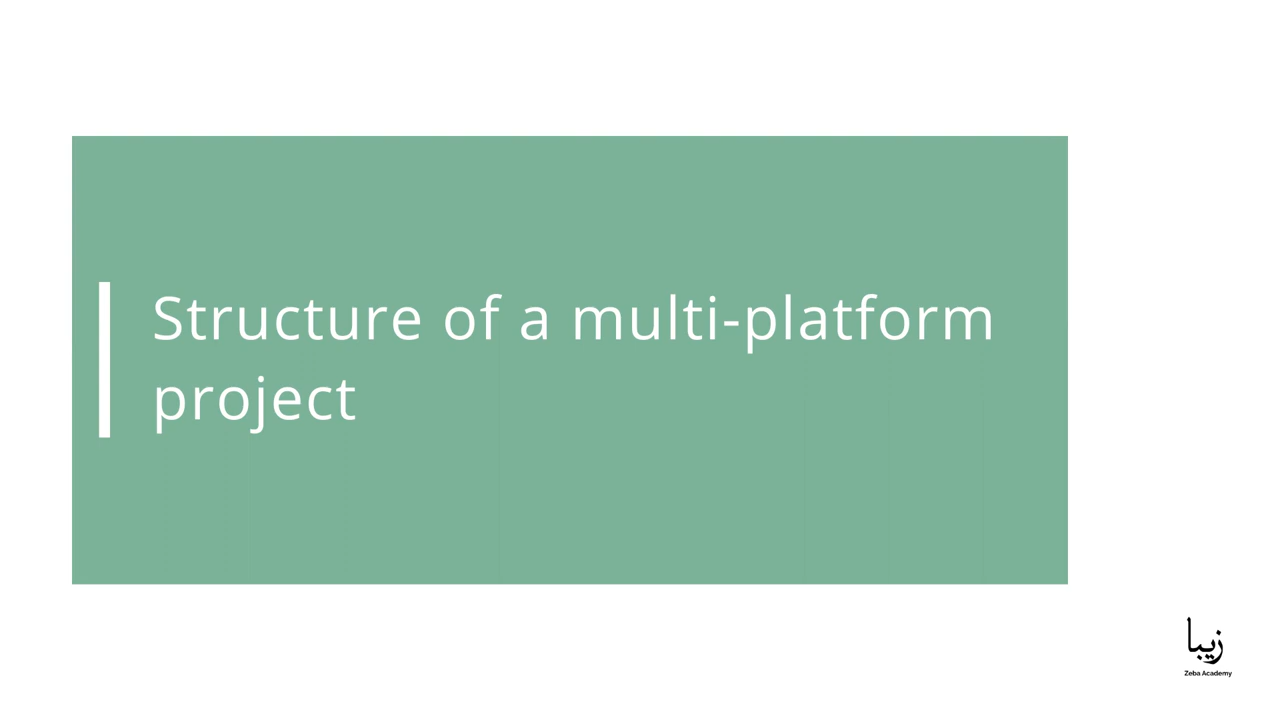 Structure of a multi-platform
project
زیبا
Zeba Academy